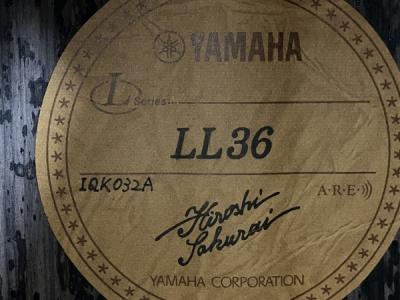 YAMAHA
L Series
LL36
IQK032A
A·R·E·
Hiroshi
Sakurai
YAMAHA CORPORATION